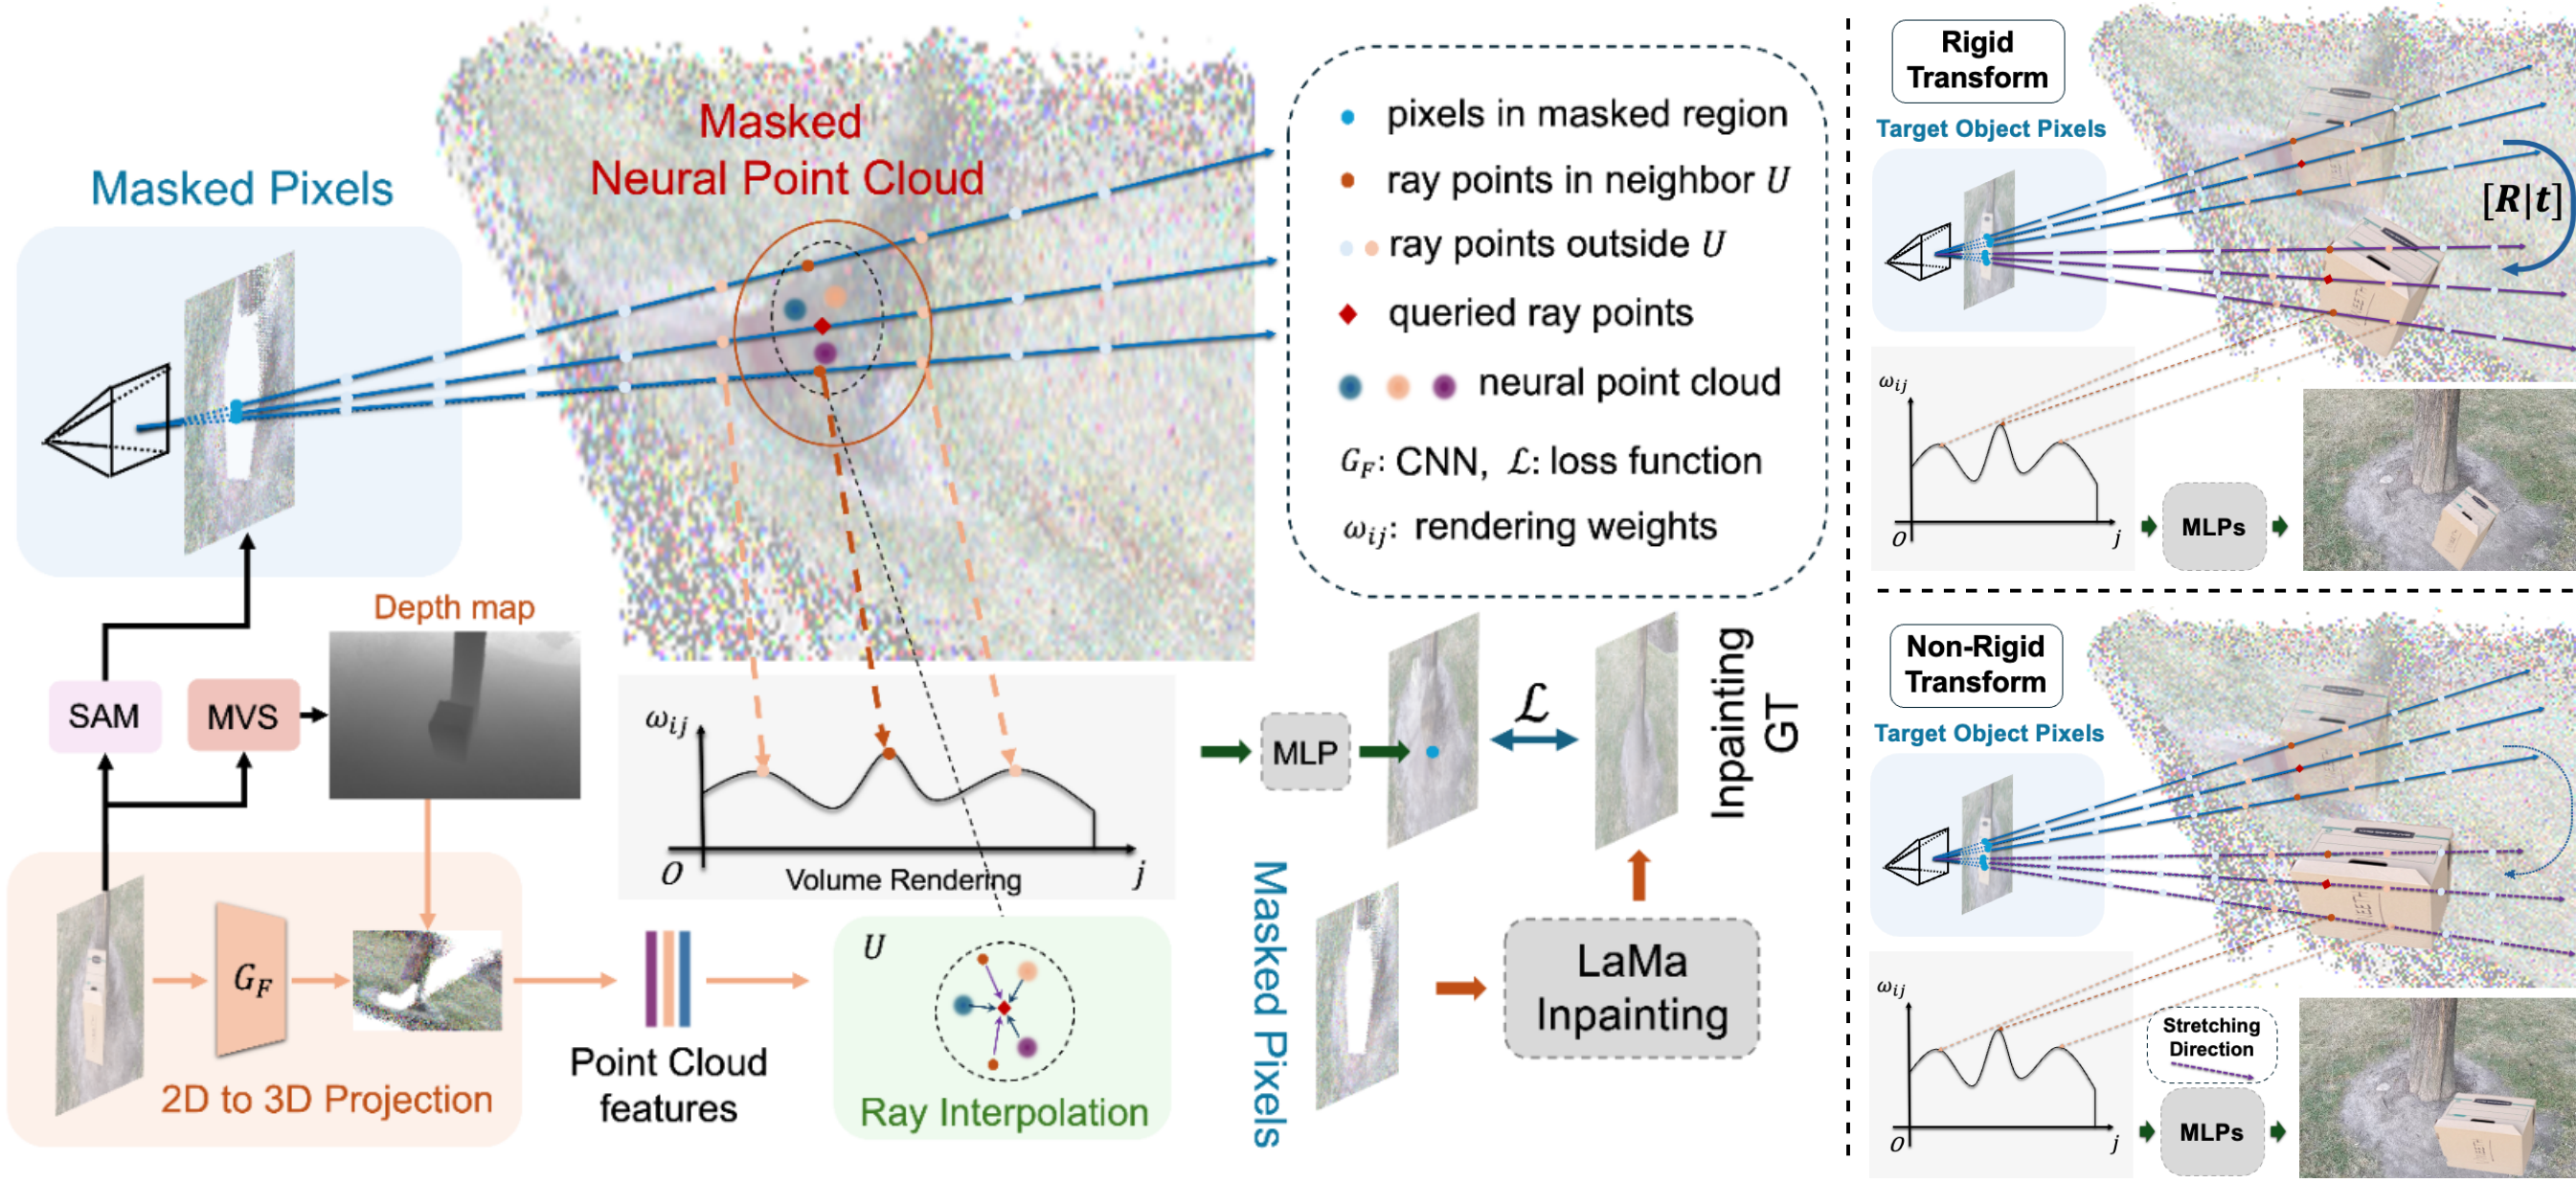 Masked
Neural Point Cloud
Masked Pixels
pixels in masked region
ray points in neighbor U
ray points outside U
queried ray points
neural point cloud
G_F: CNN, ℒ: loss function
ω_ij: rendering weights
Depth map
SAM
MVS
G_F
2D to 3D Projection
Point Cloud
features
ω_ij
O
Volume Rendering
j
U
Ray Interpolation
MLP
ℒ
Inpainting
GT
Masked Pixels
LaMa
Inpainting
Rigid
Transform
Target Object Pixels
[R|t]
ω_ij
O
j
MLPs
Non-Rigid
Transform
Target Object Pixels
ω_ij
O
j
Stretching
Direction
MLPs